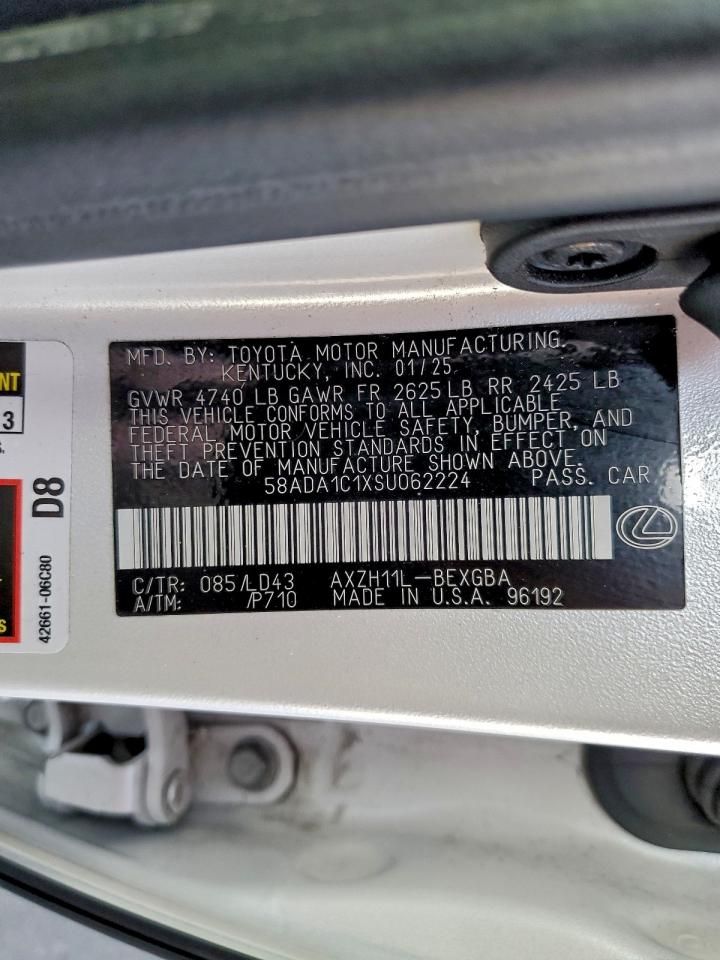 MFD. BY: TOYOTA MOTOR MANUFACTURING,
KENTUCKY, INC. 01/25
GVWR 4740 LB GAWR FR 2625 LB RR 2425 LB
THIS VEHICLE CONFORMS TO ALL APPLICABLE
FEDERAL MOTOR VEHICLE SAFETY, BUMPER, AND
THEFT PREVENTION STANDARDS IN EFFECT ON
THE DATE OF MANUFACTURE SHOWN ABOVE.
58ADA1C1XSU062224 PASS. CAR
C/TR: 085/LD43 AXZH11L-BEXGBA
A/TM: /P710 MADE IN U.S.A. 96192
NT
3
D8
42661-06C80
S